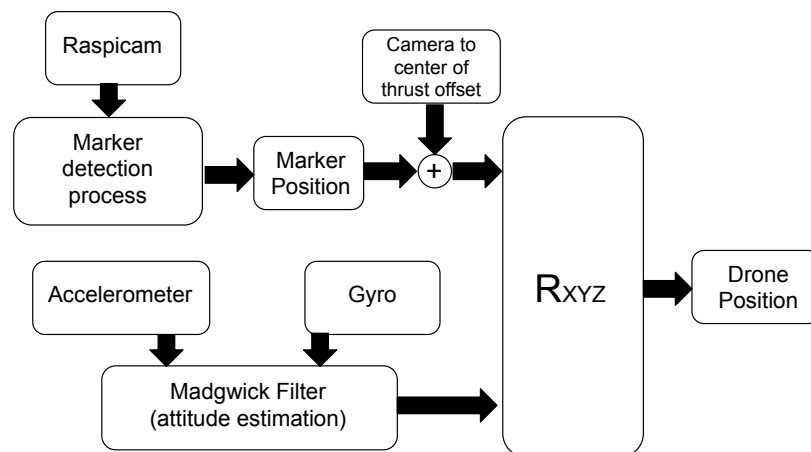 Raspicam
Camera to
center of
thrust offset
Marker
detection
process
Marker
Position
+
Accelerometer
Gyro
RXYZ
Drone
Position
Madgwick Filter
(attitude estimation)